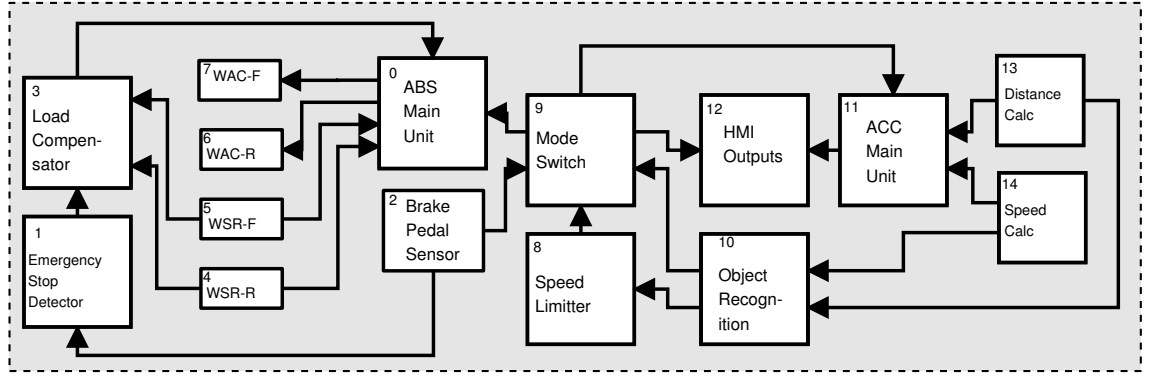 3
Load
Compen-
sator
1
Emergency
Stop
Detector
7 WAC-F
6
WAC-R
5
WSR-F
4
WSR-R
0
ABS
Main
Unit
2 Brake
Pedal
Sensor
9
Mode
Switch
8
Speed
Limitter
12
HMI
Outputs
10
Object
Recogn-
ition
11
ACC
Main
Unit
13
Distance
Calc
14
Speed
Calc